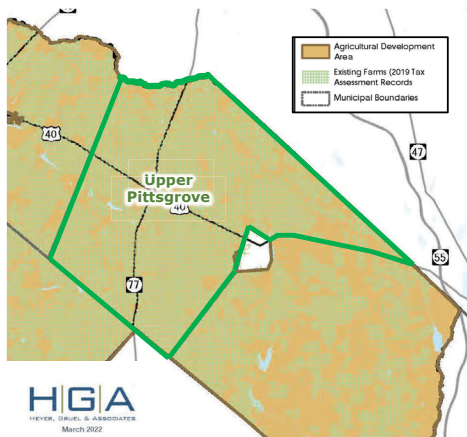 Agricultural Development
Area
Existing Farms (2019 Tax
Assessment Records
Municipal Boundaries
47
40
Upper
Pittsgrove
40
55
77
H|G|A
HEYER, GRUEL & ASSOCIATES
March 2022